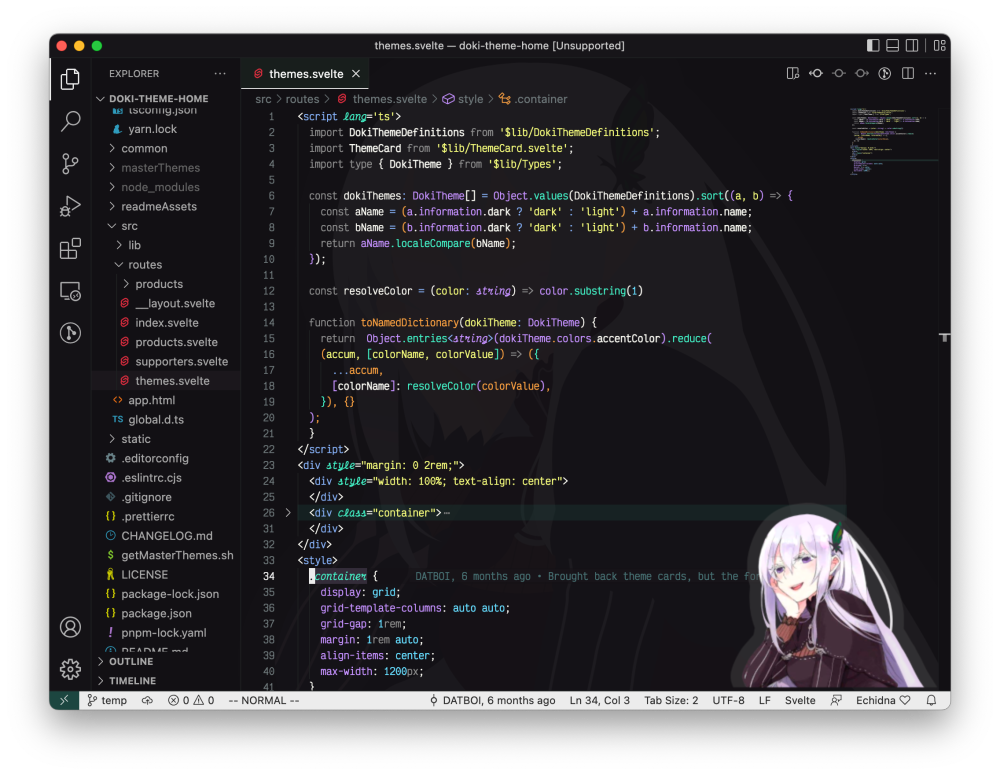 themes.svelte — doki-theme-home [Unsupported]
EXPLORER
DOKI-THEME-HOME
tsconfig.json
yarn.lock
common
masterThemes
node_modules
readmeAssets
src
lib
routes
products
__layout.svelte
index.svelte
products.svelte
supporters.svelte
themes.svelte
<> app.html
TS global.d.ts
static
.editorconfig
.eslintrc.cjs
.gitignore
{} .prettierrc
CHANGELOG.md
$ getMasterThemes.sh
LICENSE
{} package-lock.json
{} package.json
! pnpm-lock.yaml
README.md
OUTLINE
TIMELINE
themes.svelte
src > routes > themes.svelte > style > .container
1 <script lang='ts'>
2 import DokiThemeDefinitions from '$lib/DokiThemeDefinitions';
3 import ThemeCard from '$lib/ThemeCard.svelte';
4 import type { DokiTheme } from '$lib/Types';
5
6 const dokiThemes: DokiTheme[] = Object.values(DokiThemeDefinitions).sort((a, b) => {
7 const aName = (a.information.dark ? 'dark' : 'light') + a.information.name;
8 const bName = (b.information.dark ? 'dark' : 'light') + b.information.name;
9 return aName.localeCompare(bName);
10 });
11
12 const resolveColor = (color: string) => color.substring(1)
13
14 function toNamedDictionary(dokiTheme: DokiTheme) {
15 return Object.entries<string>(dokiTheme.colors.accentColor).reduce(
16 (accum, [colorName, colorValue]) => ({
17 ...accum,
18 [colorName]: resolveColor(colorValue),
19 }), {}
20 );
21 }
22 </script>
23 <div style="margin: 0 2rem;">
24 <div style="width: 100%; text-align: center">
25 </div>
26 <div class="container">⋯
31 </div>
32 </div>
33 <style>
34 .container { DATBOI, 6 months ago • Brought back theme cards, but the fo
35 display: grid;
36 grid-template-columns: auto auto;
37 grid-gap: 1rem;
38 margin: 1rem auto;
39 align-items: center;
40 max-width: 1200px;
41 }
temp 0 0 -- NORMAL -- DATBOI, 6 months ago Ln 34, Col 3 Tab Size: 2 UTF-8 LF Svelte Echidna ♡